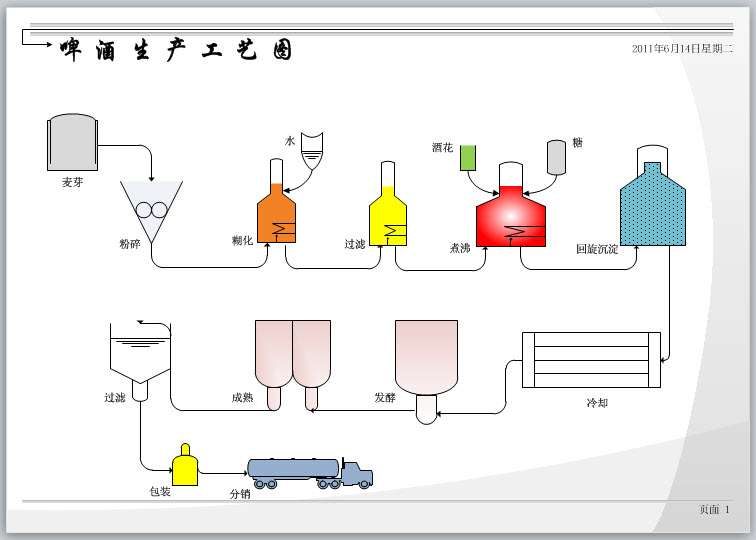 啤酒生产工艺图
2011年6月14日星期二
水
酒花
糖
麦芽
粉碎
糊化
过滤
煮沸
回旋沉淀
过滤
成熟
发酵
冷却
包装
分销
页面 1